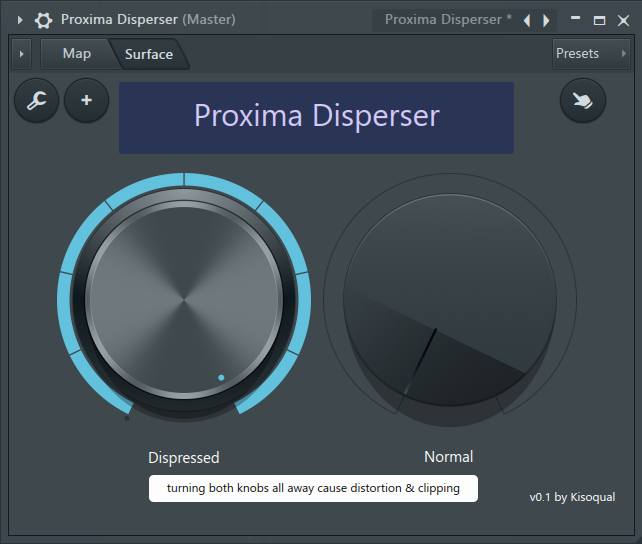 Proxima Disperser (Master)
Proxima Disperser *
Map
Surface
Presets
Proxima Disperser
Dispressed
Normal
turning both knobs all away cause distortion & clipping
v0.1 by Kisoqual